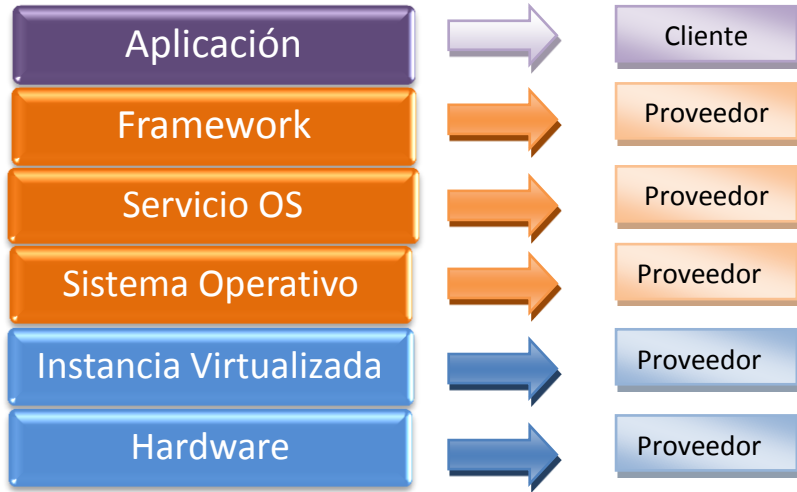 Aplicación
Cliente
Framework
Proveedor
Servicio OS
Proveedor
Sistema Operativo
Proveedor
Instancia Virtualizada
Proveedor
Hardware
Proveedor